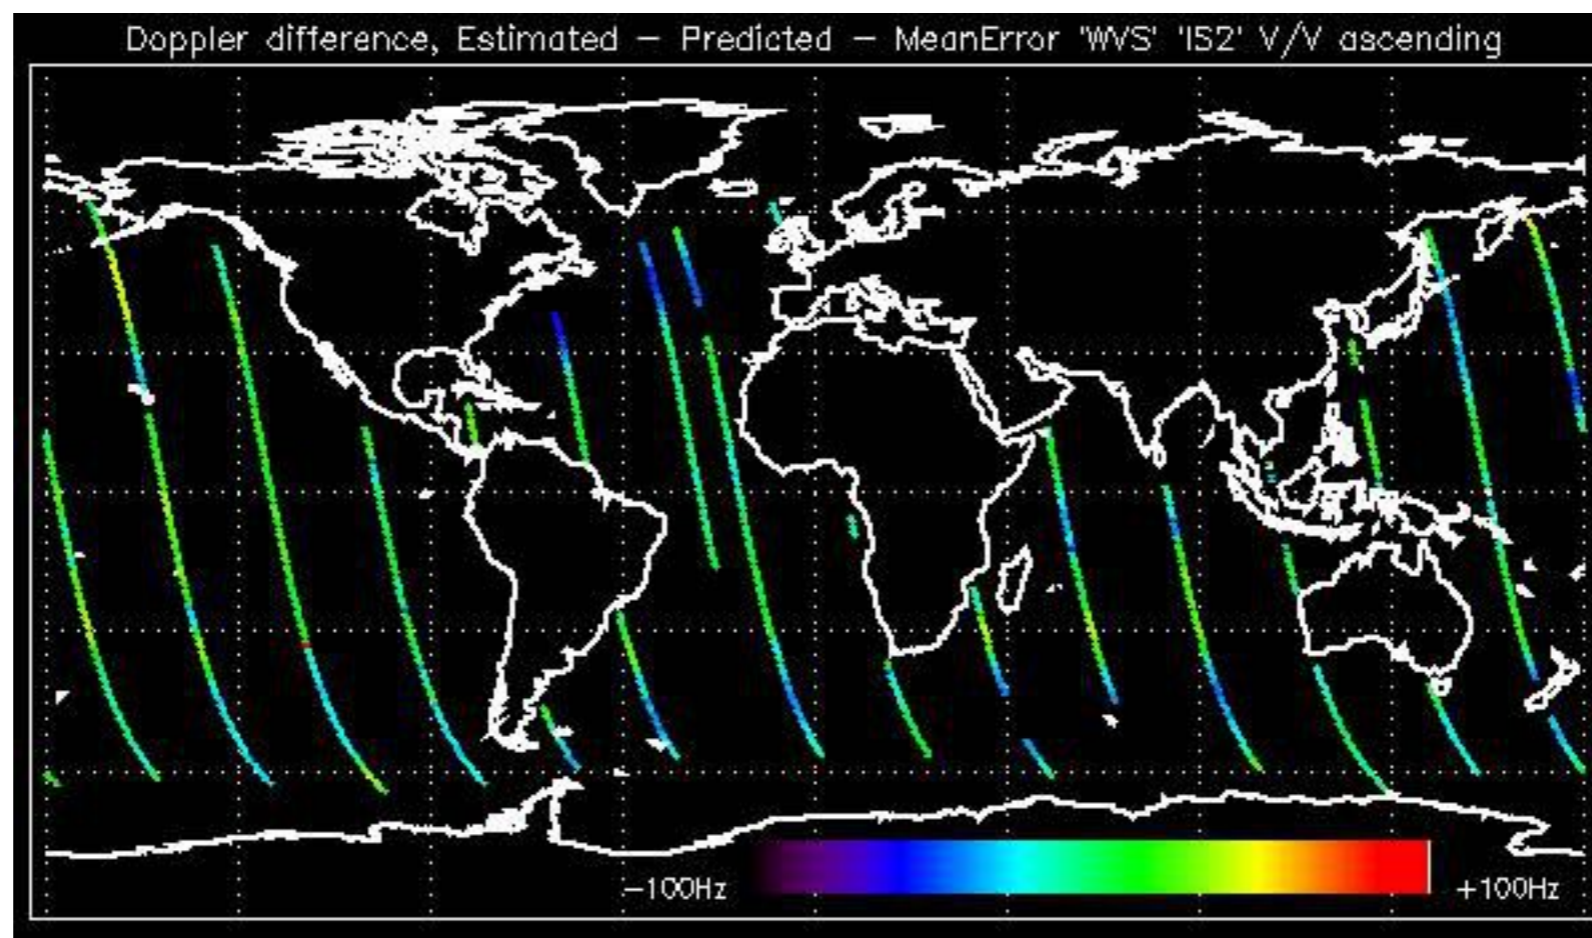 Doppler difference, Estimated – Predicted – MeanError 'WVS' 'IS2' V/V ascending
−100Hz
+100Hz